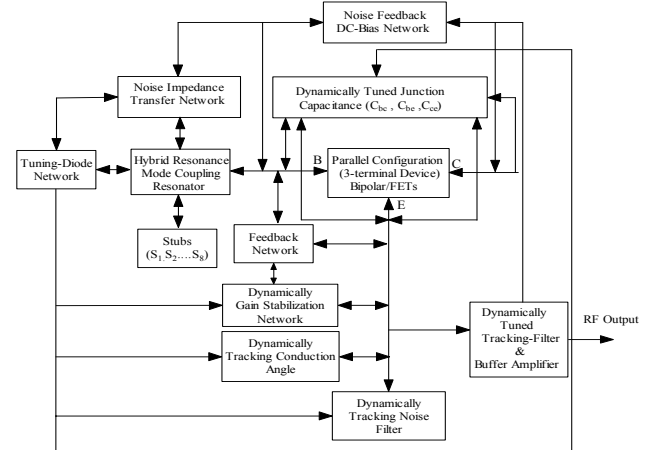 Noise Feedback
DC-Bias Network
Noise Impedance
Transfer Network
Dynamically Tuned Junction
Capacitance (Cbc , Cbe ,Cce)
Tuning-Diode
Network
Hybrid Resonance
Mode Coupling
Resonator
B
Parallel Configuration
(3-terminal Device)
Bipolar/FETs
C
E
Stubs
(S1,S2....S8)
Feedback
Network
Dynamically
Gain Stabilization
Network
Dynamically
Tracking Conduction
Angle
Dynamically
Tuned
Tracking-Filter
&
Buffer Amplifier
RF Output
Dynamically
Tracking Noise
Filter